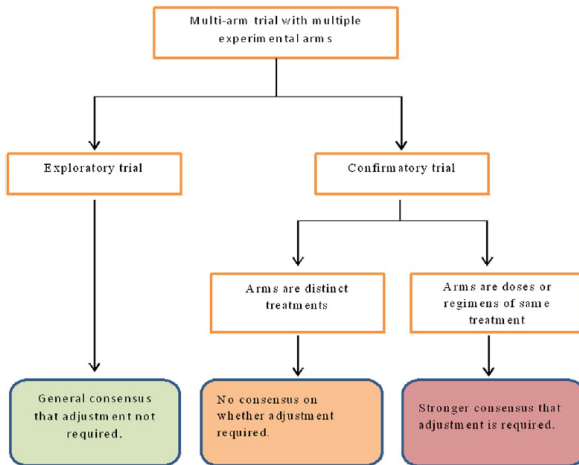 Multi-arm trial with multiple
experimental arms
Exploratory trial
Confirmatory trial
Arms are distinct
treatments
Arms are doses or
regimens of same
treatment
General consensus
that adjustment not
required.
No consensus on
whether adjustment
required.
Stronger consensus that
adjustment is required.